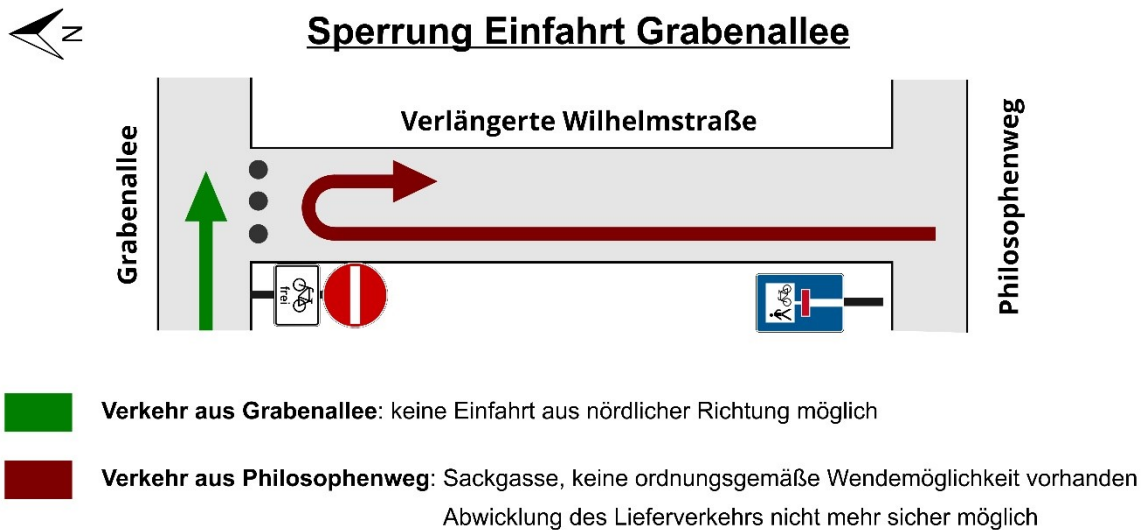 N
Sperrung Einfahrt Grabenallee
Verlängerte Wilhelmstraße
Grabenallee
Philosophenweg
frei
Verkehr aus Grabenallee: keine Einfahrt aus nördlicher Richtung möglich
Verkehr aus Philosophenweg: Sackgasse, keine ordnungsgemäße Wendemöglichkeit vorhanden
Abwicklung des Lieferverkehrs nicht mehr sicher möglich